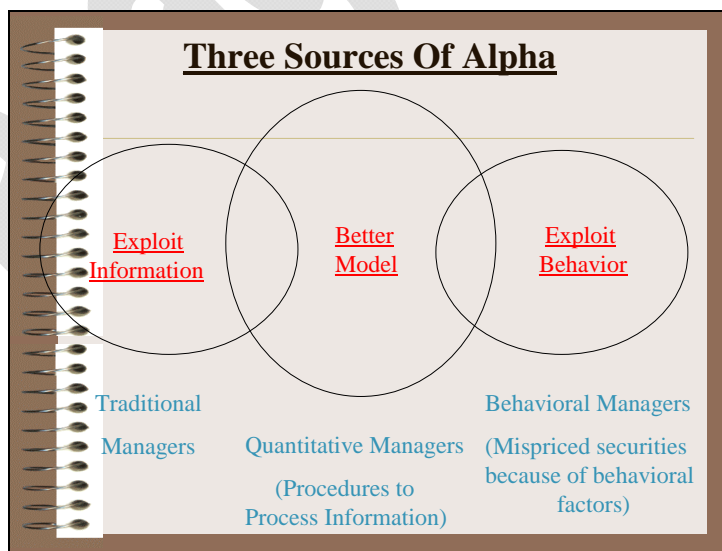 Three Sources Of Alpha
Exploit
Information
Better
Model
Exploit
Behavior
Traditional
Managers
Quantitative Managers
(Procedures to
Process Information)
Behavioral Managers
(Mispriced securities
because of behavioral
factors)